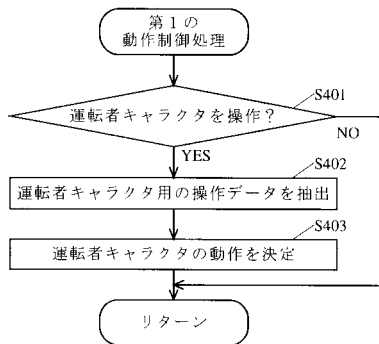 第1の
動作制御処理
S401
運転者キャラクタを操作？
NO
YES
S402
運転者キャラクタ用の操作データを抽出
S403
運転者キャラクタの動作を決定
リターン